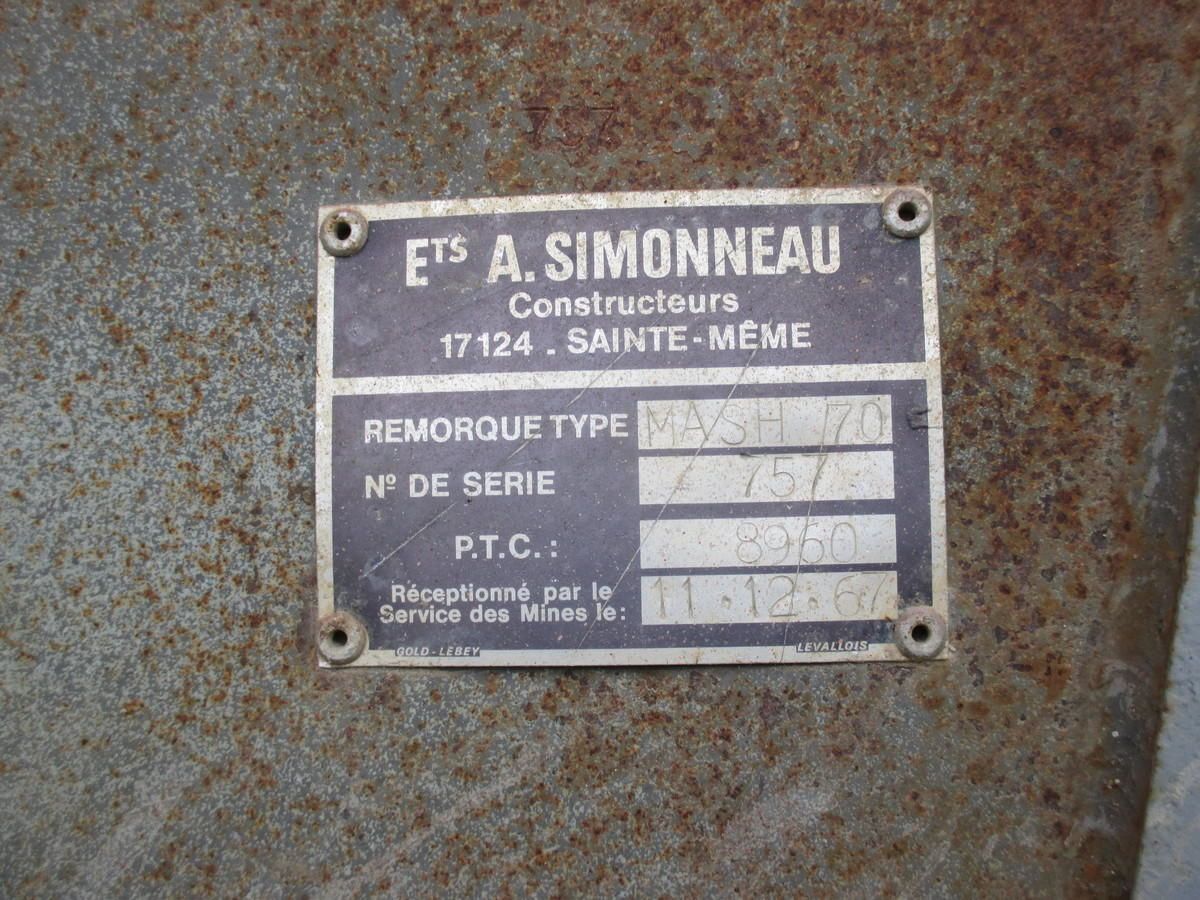 757
ETS A. SIMONNEAU
Constructeurs
17124 . SAINTE-MÊME
REMORQUE TYPE MASH 70
Nº DE SERIE 757
P.T.C. : 8960
Réceptionné par le
Service des Mines le : 11.12.67
GOLD-LEBEY LEVALLOIS